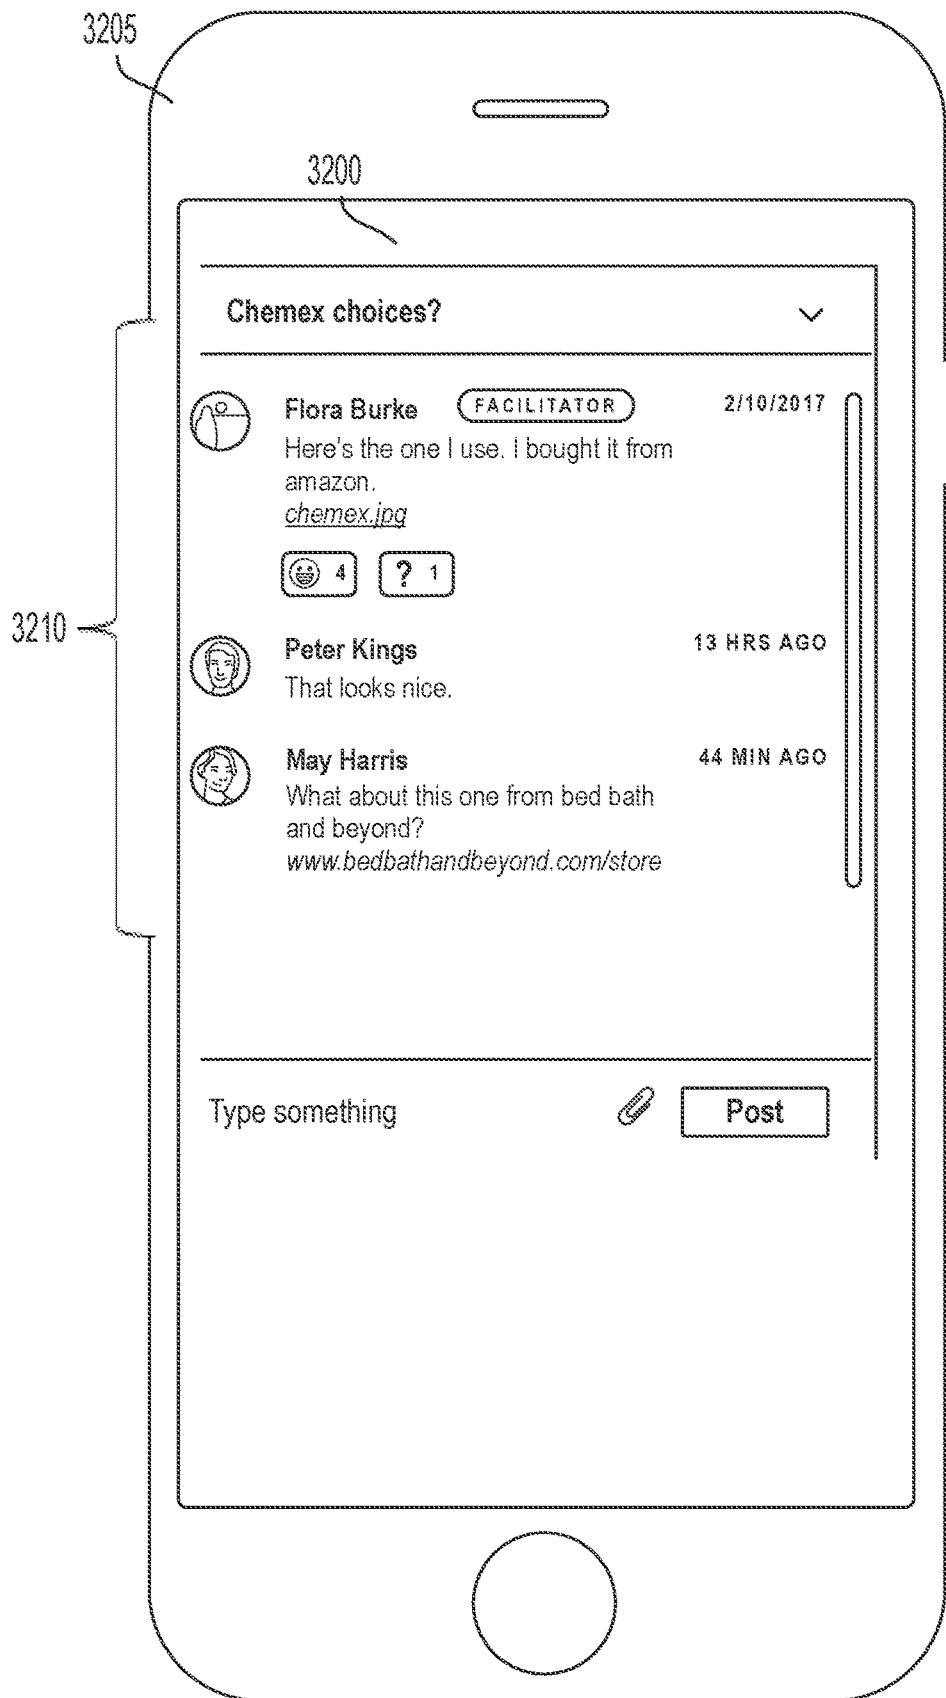 3205
3200
Chemex choices?
Flora Burke FACILITATOR 2/10/2017
Here's the one I use. I bought it from
amazon.
chemex.jpg
4 ? 1
3210
Peter Kings 13 HRS AGO
That looks nice.
May Harris 44 MIN AGO
What about this one from bed bath
and beyond?
www.bedbathandbeyond.com/store
Type something Post